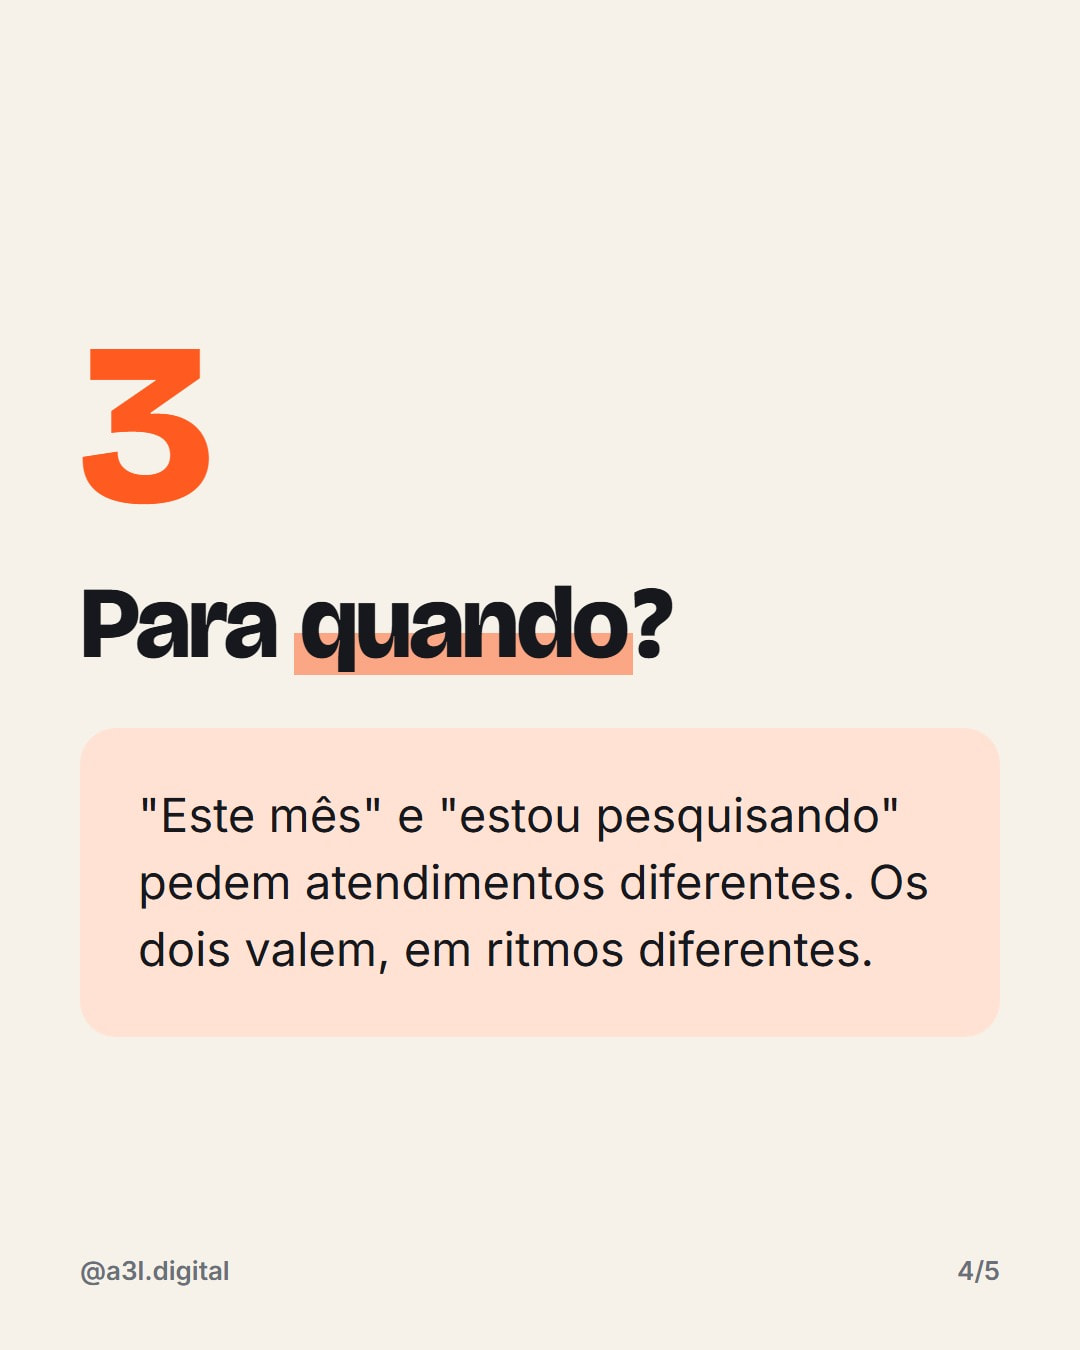 3
Para quando?
"Este mês" e "estou pesquisando"
pedem atendimentos diferentes. Os
dois valem, em ritmos diferentes.
@a3l.digital
4/5